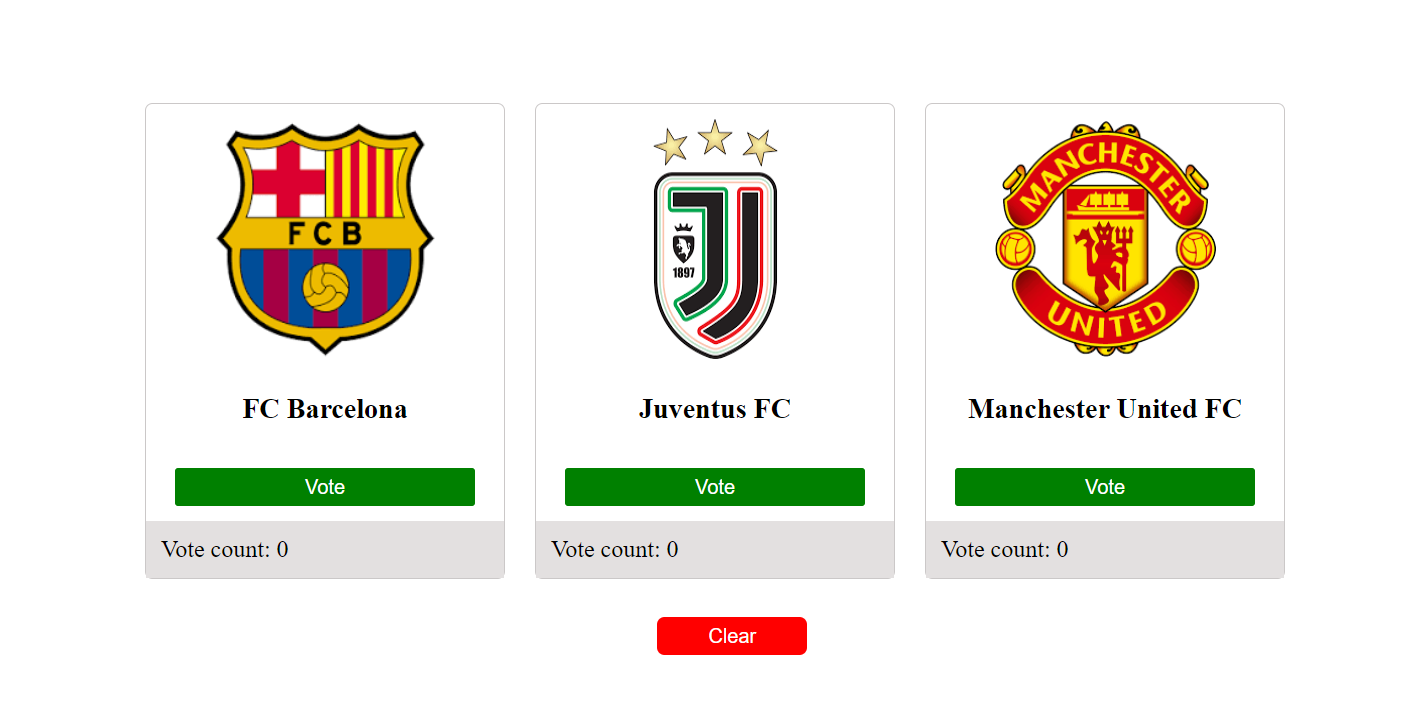 FCB
FC Barcelona
Vote
Vote count: 0
1897
Juventus FC
Vote
Vote count: 0
MANCHESTER
UNITED
Manchester United FC
Vote
Vote count: 0
Clear